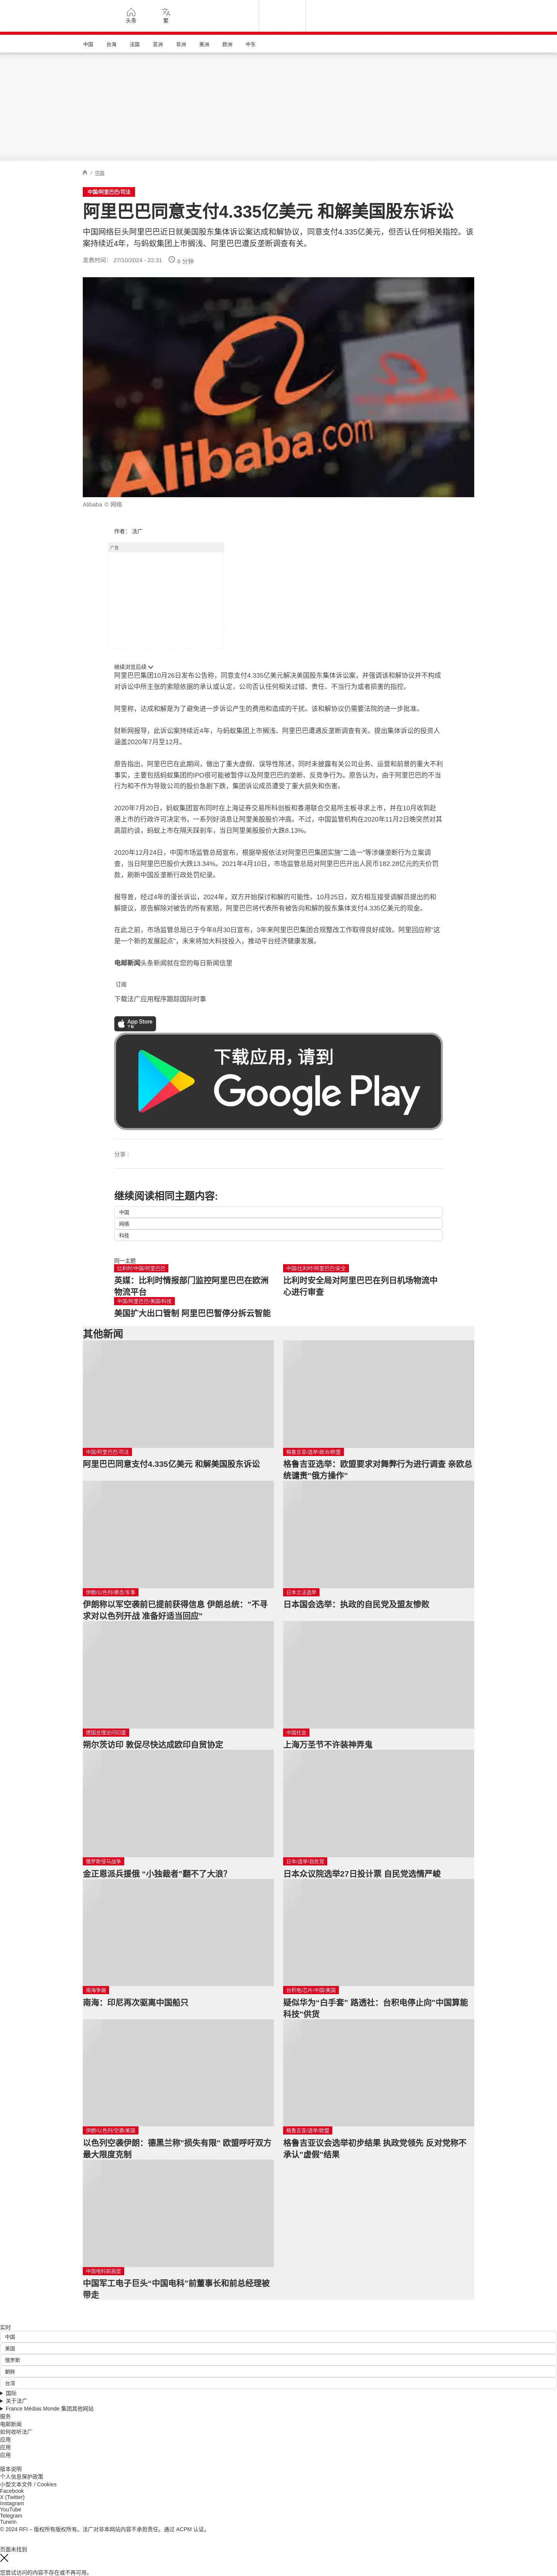 头条
繁
中国 台海 法国 亚洲 非洲 美洲 欧洲 中东
/ 中国
中国/阿里巴巴/司法
阿里巴巴同意支付4.335亿美元 和解美国股东诉讼
中国网络巨头阿里巴巴近日就美国股东集体诉讼案达成和解协议，同意支付4.335亿美元，但否认任何相关指控。该
案持续近4年，与蚂蚁集团上市搁浅、阿里巴巴遭反垄断调查有关。
发表时间： 27/10/2024 - 22:31 6 分钟
Alibaba.com
Alibaba © 网络
作者： 法广
广告
继续浏览后续
阿里巴巴集团10月26日发布公告称，同意支付4.335亿美元解决美国股东集体诉讼案，并强调该和解协议并不构成
对诉讼中所主张的索赔依据的承认或认定，公司否认任何相关过错、责任、不当行为或者损害的指控。
阿里称，达成和解是为了避免进一步诉讼产生的费用和造成的干扰。该和解协议仍需要法院的进一步批准。
财新网报导，此诉讼案持续近4年，与蚂蚁集团上市搁浅、阿里巴巴遭遇反垄断调查有关。提出集体诉讼的投资人
涵盖2020年7月至12月。
原告指出，阿里巴巴在此期间，做出了重大虚假、误导性陈述，同时未披露有关公司业务、运营和前景的重大不利
事实，主要包括蚂蚁集团的IPO很可能被暂停以及阿里巴巴的垄断、反竞争行为。原告认为，由于阿里巴巴的不当
行为和不作为导致公司的股价急剧下跌，集团诉讼成员遭受了重大损失和伤害。
2020年7月20日，蚂蚁集团宣布同时在上海证券交易所科创板和香港联合交易所主板寻求上市，并在10月收到赴
港上市的行政许可决定书，一系列好消息让阿里美股股价冲高。不过，中国监管机构在2020年11月2日晚突然对其
高层约谈，蚂蚁上市在隔天踩刹车，当日阿里美股股价大跌8.13%。
2020年12月24日，中国市场监管总局宣布，根据举报依法对阿里巴巴集团实施"二选一"等涉嫌垄断行为立案调
查，当日阿里巴巴股价大跌13.34%。2021年4月10日，市场监管总局对阿里巴巴开出人民币182.28亿元的天价罚
款，刷新中国反垄断行政处罚纪录。
报导曾，经过4年的漫长诉讼，2024年，双方开始探讨和解的可能性。10月25日，双方相互接受调解员提出的和
解提议，原告解除对被告的所有索赔，阿里巴巴将代表所有被告向和解的股东集体支付4.335亿美元的现金。
在此之前，市场监管总局已于今年8月30日宣布，3年来阿里巴巴集团合规整改工作取得良好成效。阿里回应称"这
是一个新的发展起点"，未来将加大科技投入，推动平台经济健康发展。
电邮新闻头条新闻就在您的每日新闻信里
订阅
下载法广应用程序跟踪国际时事
App Store
下载应用，请到
Google Play
分享 :
继续阅读相同主题内容:
中国
网络
科技
同一主题
比利时/中国/阿里巴巴
英媒：比利时情报部门监控阿里巴巴在欧洲
物流平台
中国/比利时/阿里巴巴/安全
比利时安全局对阿里巴巴在列日机场物流中
心进行审查
中国/阿里巴巴/美国/科技
美国扩大出口管制 阿里巴巴暂停分拆云智能
其他新闻
中国/阿里巴巴/司法
阿里巴巴同意支付4.335亿美元 和解美国股东诉讼
格鲁吉亚/选举/政治/欧盟
格鲁吉亚选举：欧盟要求对舞弊行为进行调查 亲欧总
统谴责"俄方操作"
伊朗/以色列/袭击/军事
伊朗称以军空袭前已提前获得信息 伊朗总统："不寻
求对以色列开战 准备好适当回应"
日本立法选举
日本国会选举：执政的自民党及盟友惨败
德国总理访问印度
朔尔茨访印 敦促尽快达成欧印自贸协定
中国社会
上海万圣节不许装神弄鬼
俄罗斯侵乌战争
金正恩派兵援俄 “小独裁者”翻不了大浪？
日本/选举/自民党
日本众议院选举27日投计票 自民党选情严峻
南海争端
南海：印尼再次驱离中国船只
台积电/芯片/中国/美国
疑似华为“白手套” 路透社：台积电停止向“中国算能
科技”供货
伊朗/以色列/空袭/美国
以色列空袭伊朗：德黑兰称"损失有限" 欧盟呼吁双方
最大限度克制
格鲁吉亚/选举/欧盟
格鲁吉亚议会选举初步结果 执政党领先 反对党称不
承认"虚假"结果
中国电科前高层
中国军工电子巨头“中国电科”前董事长和前总经理被
带走
实时
中国
美国
俄罗斯
朝鲜
台湾
国际
关于法广
France Médias Monde 集团其他网站
服务
电邮新闻
如何收听法广
应用
应用
应用
版本说明
个人信息保护政策
小型文本文件 / Cookies
Facebook
X (Twitter)
Instagram
YouTube
Telegram
TuneIn
© 2024 RFI – 版权所有版权所有。法广对非本网站内容不承担责任。通过 ACPM 认证。
页面未找到
您尝试访问的内容不存在或不再可用。